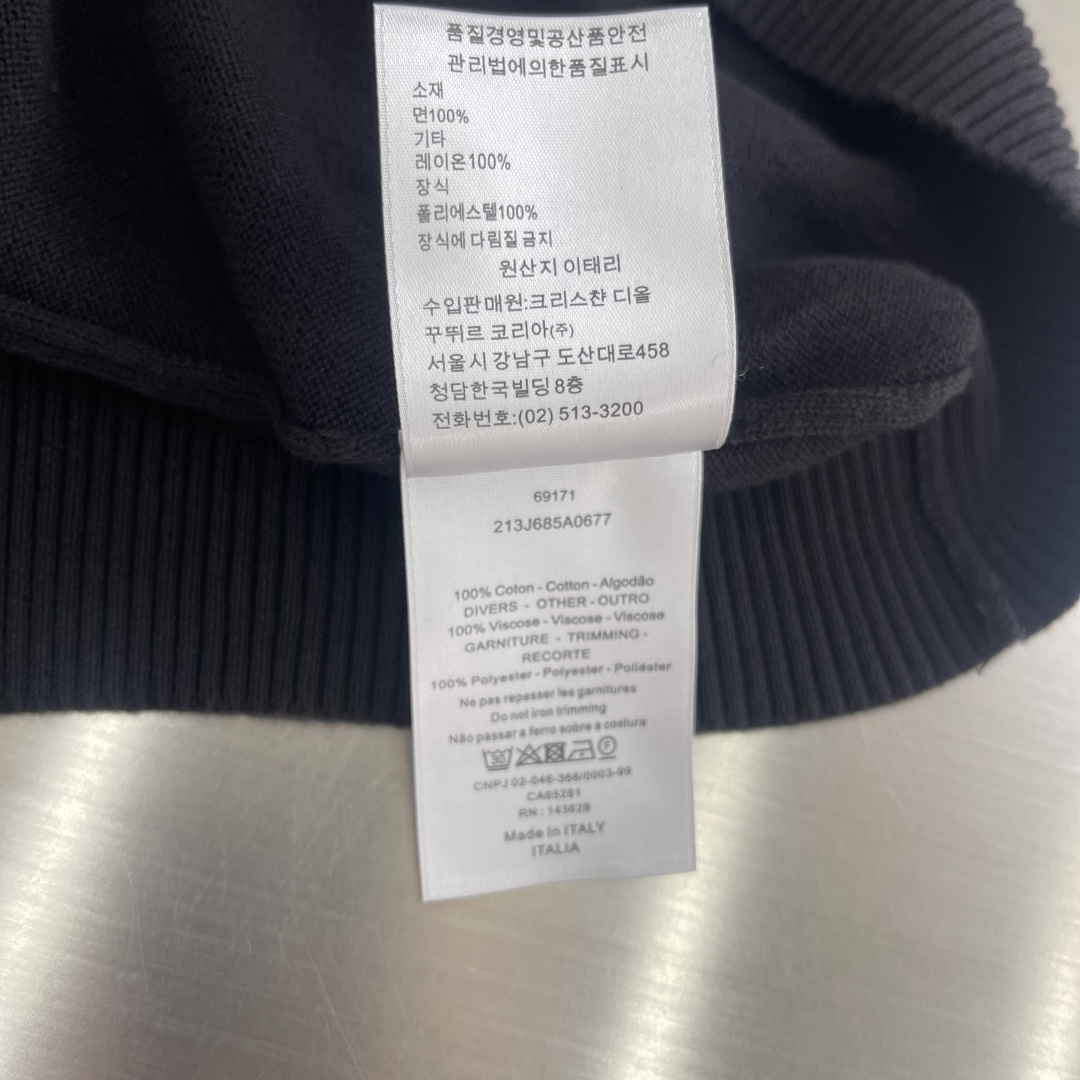 품질경영및공산품안전
관리법에의한품질표시
소재
면100%
기타
레이온100%
장식
폴리에스텔100%
장식에 다림질 금지
원산지 이태리
수입판매원:크리스챤 디올
꾸뛰르 코리아(주)
서울시 강남구 도산대로458
청담한국빌딩 8층
전화번호:(02) 513-3200
69171
213J685A0677
100% Coton - Cotton - Algodão
DIVERS - OTHER - OUTRO
100% Viscose - Viscose - Viscose
GARNITURE - TRIMMING -
RECORTE
100% Polyester - Polyester - Poliéster
Ne pas repasser les garnitures
Do not iron trimming
Não passar a ferro sobre a costura
30 F
CNPJ 02-046-366/0003-99
CA55281
RN : 143628
Made In ITALY
ITALIA